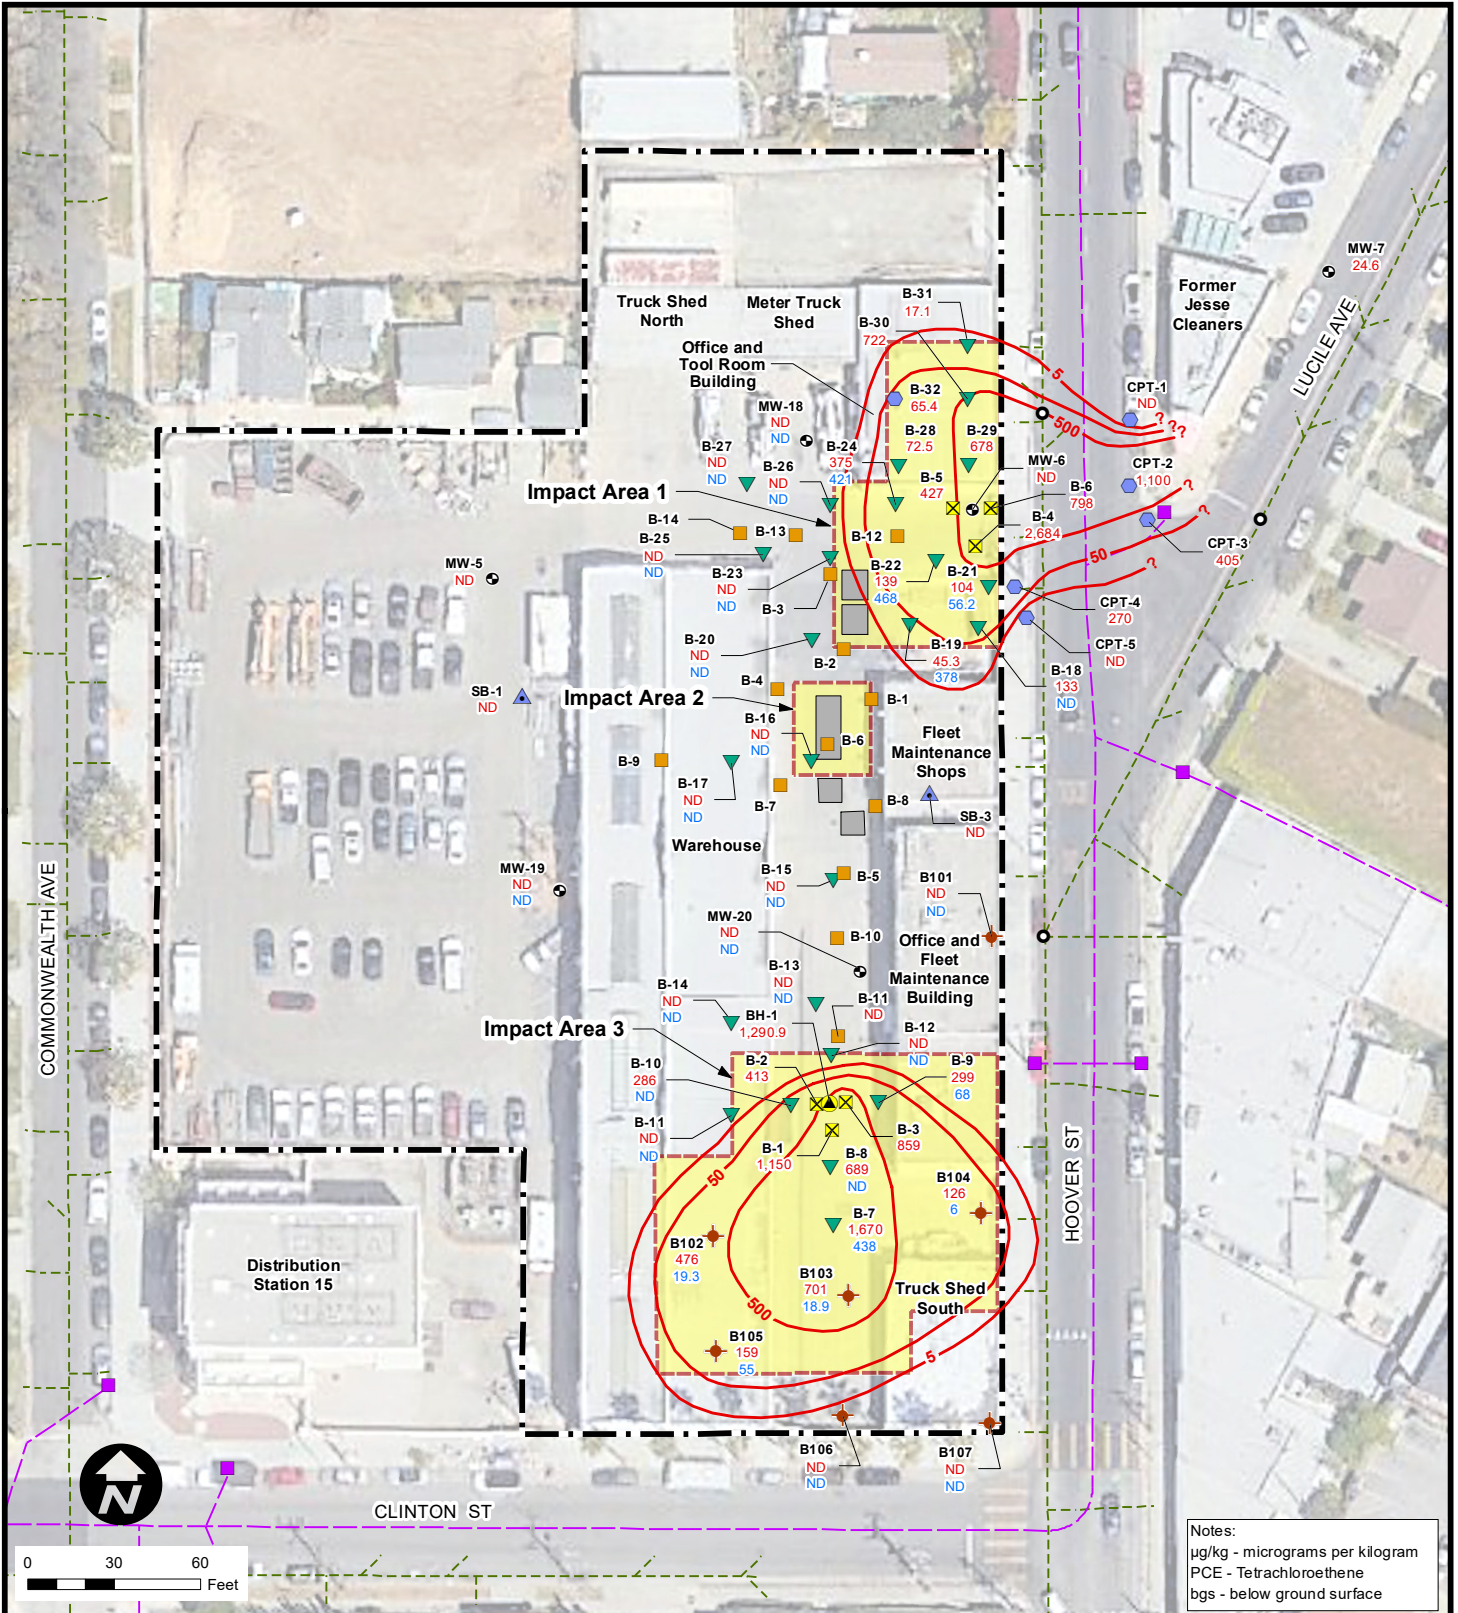 MW-7
24.6
Former
Jesse
Cleaners
LUCILE AVE
Truck Shed
North
Meter Truck
Shed
B-31
17.1
B-30
722
Office and
Tool Room
Building
5
CPT-1
ND
?
?
?
500
B-32
65.4
MW-18
ND
ND
B-28
72.5
B-29
678
B-24
375
421
B-27
ND
ND
B-26
ND
ND
MW-6
ND
CPT-2
1,100
B-5
427
B-6
798
?
Impact Area 1
B-4
2,684
?
B-14
B-13
B-12
B-25
ND
ND
CPT-3
405
50
?
MW-5
ND
B-23
ND
ND
B-3
B-22
139
468
B-21
104
56.2
CPT-4
270
B-20
ND
ND
B-2
B-19
45.3
378
CPT-5
ND
B-18
133
ND
B-4
SB-1
ND
Impact Area 2
B-1
B-16
ND
ND
B-6
Fleet
Maintenance
Shops
B-9
B-17
ND
ND
B-7
B-8
SB-3
ND
Warehouse
MW-19
ND
ND
B-15
ND
ND
B-5
B101
ND
ND
COMMONWEALTH AVE
MW-20
ND
ND
B-10
Office and
Fleet
Maintenance
Building
B-13
ND
ND
B-14
ND
ND
B-11
ND
BH-1
1,290.9
Impact Area 3
B-12
ND
ND
B-10
286
ND
B-2
413
B-9
299
68
B-11
ND
ND
B-3
859
B-1
1,150
B-8
689
ND
50
B104
126
6
HOOVER ST
B-7
1,670
438
B102
476
19.3
Distribution
Station 15
B103
701
18.9
Truck Shed
South
500
B105
159
55
5
B106
ND
ND
B107
ND
ND
N
CLINTON ST
0 30 60
Feet
Notes:
µg/kg - micrograms per kilogram
PCE - Tetrachloroethene
bgs - below ground surface